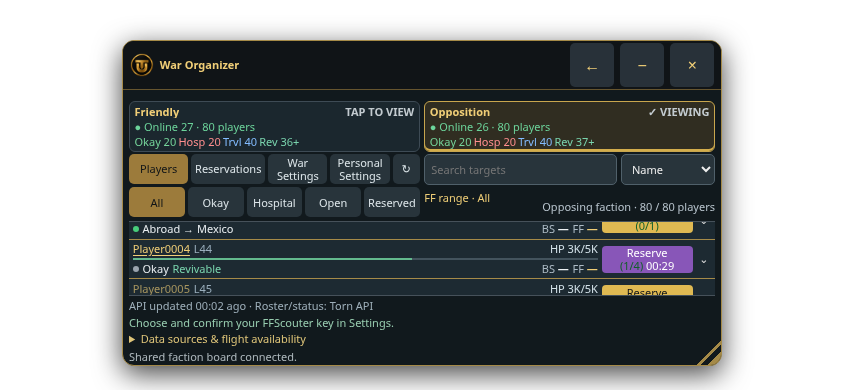 War Organizer
← − ×
Friendly TAP TO VIEW
● Online 27 · 80 players
Okay 20 Hosp 20 Trvl 40 Rev 36+
Opposition ✓ VIEWING
● Online 26 · 80 players
Okay 20 Hosp 20 Trvl 40 Rev 37+
Players Reservations War Settings Personal Settings ↻
Search targets Name
All Okay Hospital Open Reserved
FF range · All
Opposing faction · 80 / 80 players
Abroad → Mexico BS — FF — (0/1)
Player0004 L44 HP 3K/5K Reserve
Okay Revivable BS — FF — (1/4) 00:29
Player0005 L45 HP 3K/5K Reserve
API updated 00:02 ago · Roster/status: Torn API
Choose and confirm your FFScouter key in Settings.
▶ Data sources & flight availability
Shared faction board connected.